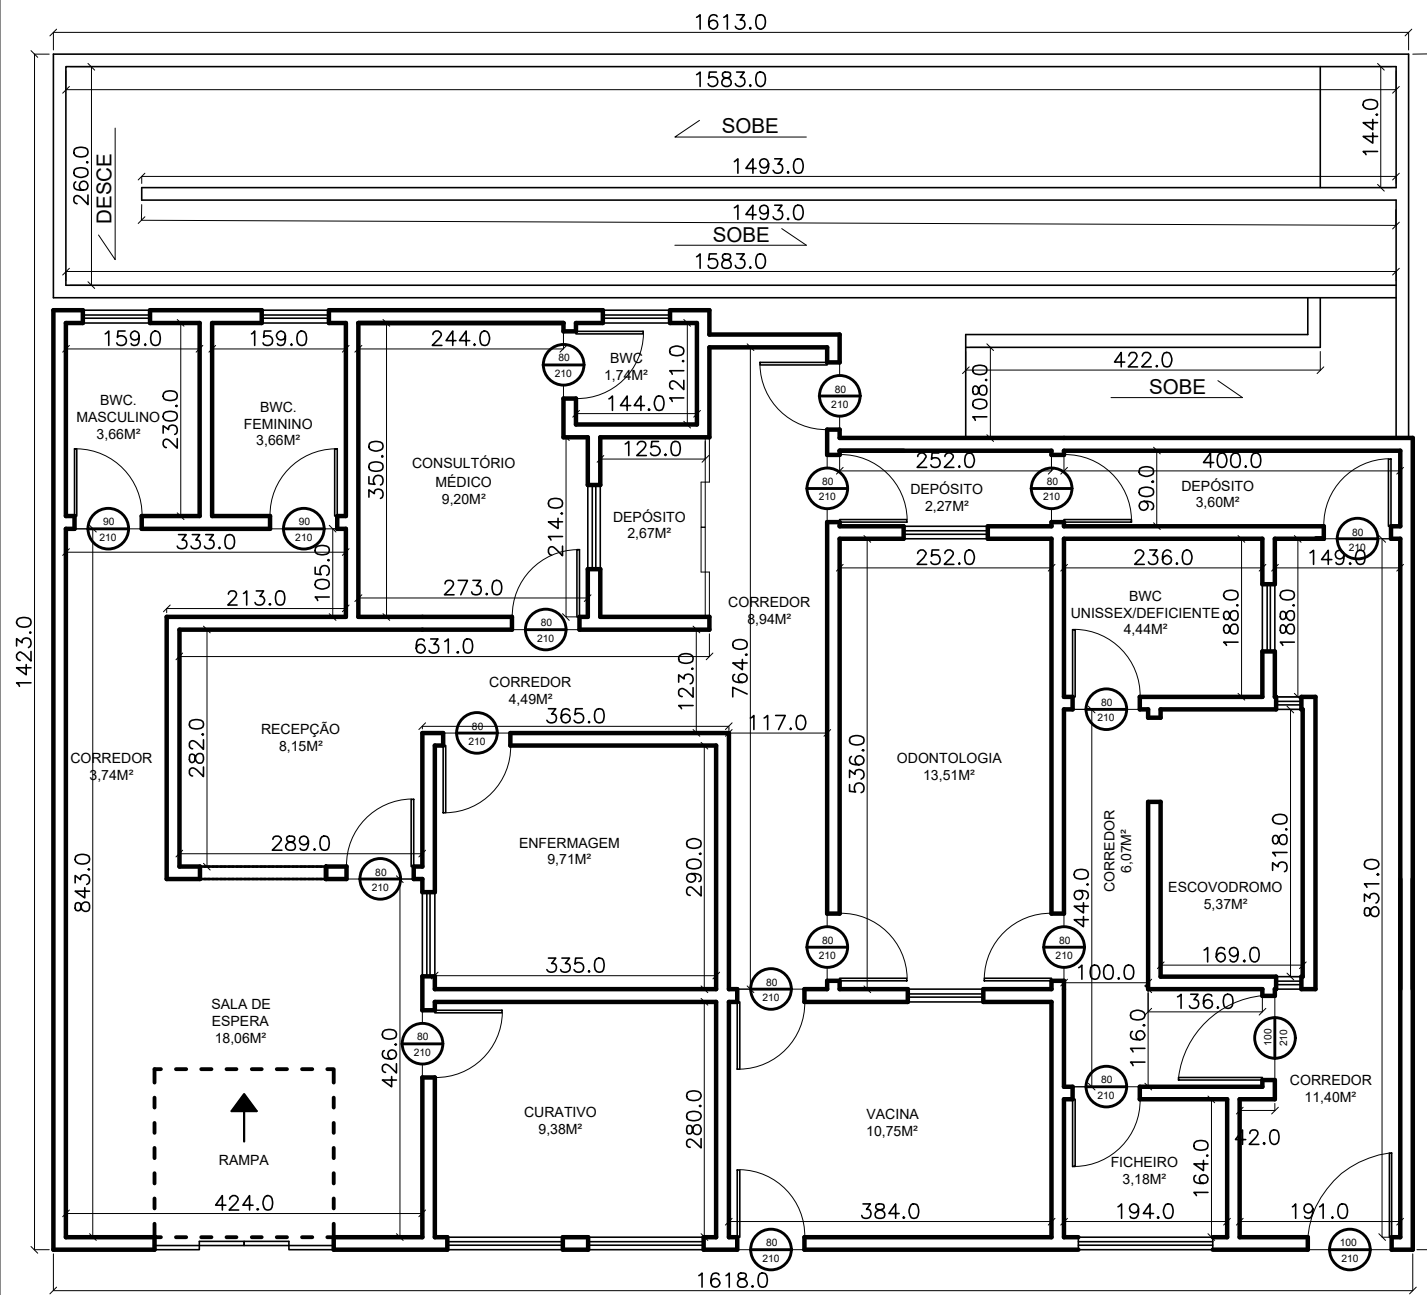 1613.0
1583.0
SOBE
144.0
260.0
DESCE
1493.0
1493.0
SOBE
1583.0
1423.0
159.0
159.0
244.0
80
210
BWC
1,74M²
121.0
144.0
80
210
422.0
SOBE
108.0
BWC.
MASCULINO
3,66M²
230.0
BWC.
FEMININO
3,66M²
350.0
CONSULTÓRIO
MÉDICO
9,20M²
125.0
DEPÓSITO
2,67M²
214.0
273.0
80
210
252.0
DEPÓSITO
2,27M²
80
210
90.0
400.0
DEPÓSITO
3,60M²
90
210
90
210
333.0
105.0
213.0
80
210
631.0
CORREDOR
8,94M²
764.0
252.0
236.0
BWC
UNISSEX/DEFICIENTE
4,44M²
188.0
188.0
80
210
149.0
CORREDOR
4,49M²
123.0
365.0
80
210
117.0
RECEPÇÃO
8,15M²
282.0
289.0
80
210
CORREDOR
3,74M²
843.0
ODONTOLOGIA
13,51M²
536.0
80
210
CORREDOR
6,07M²
449.0
318.0
ESCOVODROMO
5,37M²
169.0
831.0
ENFERMAGEM
9,71M²
290.0
335.0
80
210
80
210
80
210
100.0
136.0
116.0
100
210
SALA DE
ESPERA
18,06M²
426.0
80
210
80
210
CORREDOR
11,40M²
42.0
RAMPA
424.0
CURATIVO
9,38M²
280.0
VACINA
10,75M²
384.0
FICHEIRO
3,18M²
164.0
194.0
191.0
80
210
100
210
1618.0